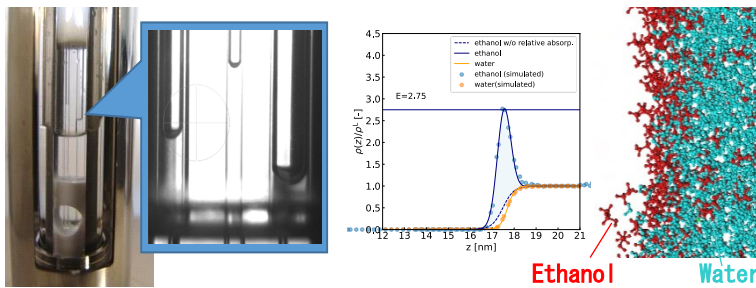 4.5
4.0
3.5
3.0
2.5
2.0
1.5
1.0
0.5
0.0
ρ(z)/ρᴸ [-]
ethanol w/o relative absorp.
ethanol
water
ethanol (simulated)
water(simulated)
E=2.75
12 13 14 15 16 17 18 19 20 21
z [nm]
Ethanol
Water